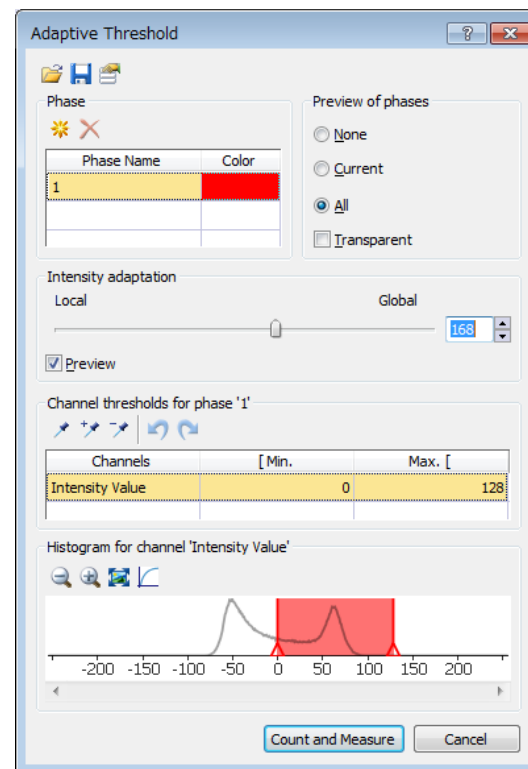 Adaptive Threshold
Phase
Phase Name Color
1
Preview of phases
None
Current
All
Transparent
Intensity adaptation
Local Global
168
Preview
Channel thresholds for phase '1'
Channels [ Min. Max. [
Intensity Value 0 128
Histogram for channel 'Intensity Value'
-200 -150 -100 -50 0 50 100 150 200
Count and Measure Cancel